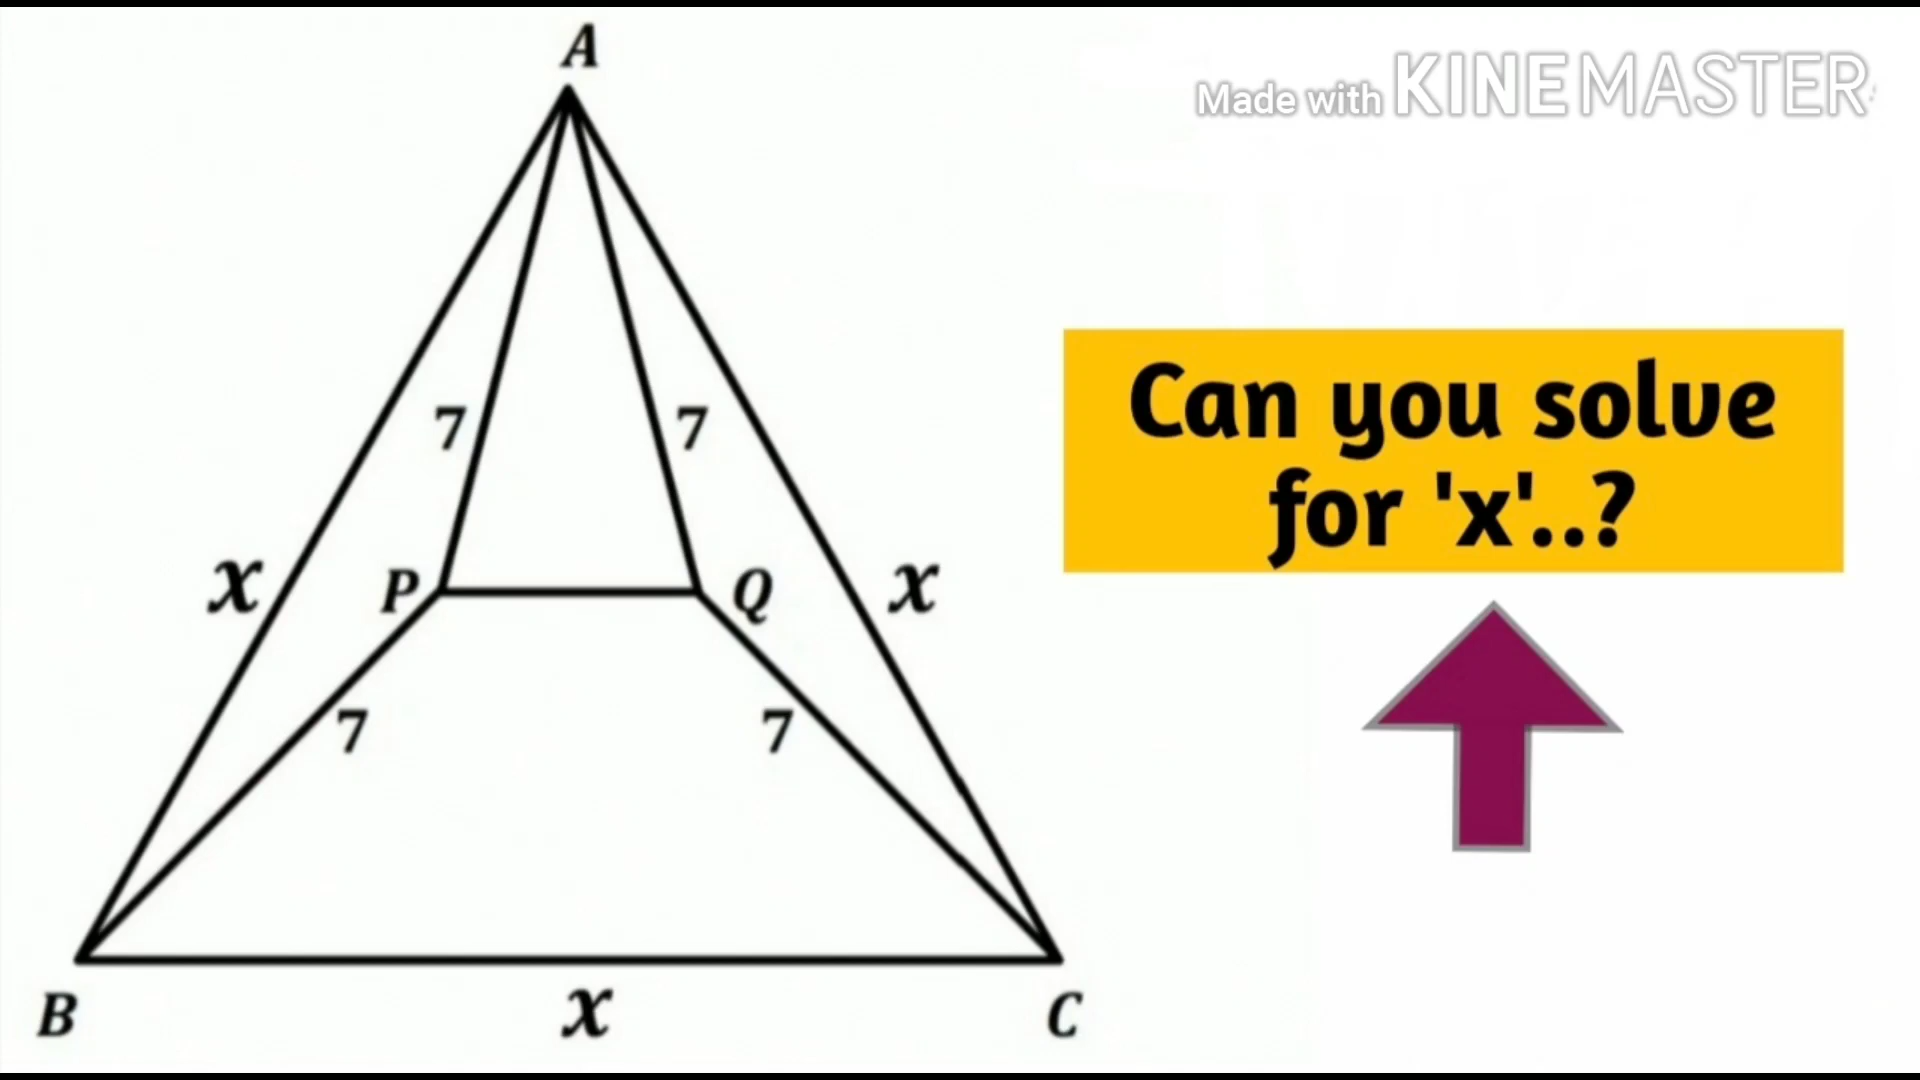 A
Made with KINEMASTER
7
7
Can you solve
for 'x'..?
x
P
Q
x
7
7
B
x
C